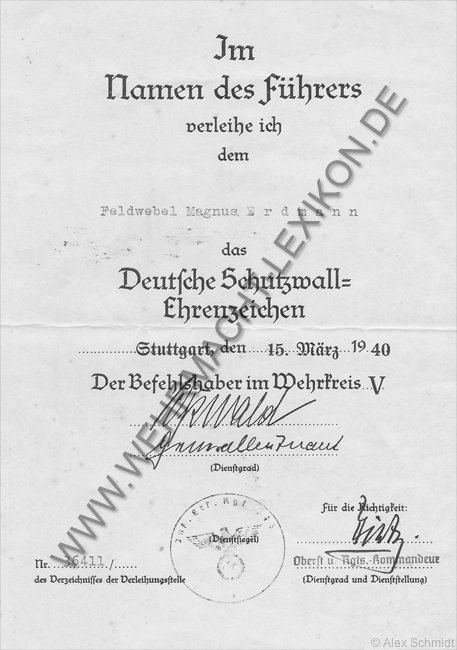 Im
Namen des Führers
verleihe ich
dem
Feldwebel Magnus Erdmann
das
Deutsche Schutzwall=
Ehrenzeichen
Stuttgart, den 15. März 1940
Der Befehlshaber im Wehrkreis V
Oßwald
Generalleutnant
(Dienstgrad)
Für die Richtigkeit:
(Dienstsiegel)
Oberst u. Rgts.-Kommandeur
Nr. 36411/
des Verzeichnisses der Verleihungsstelle
(Dienstgrad und Dienststellung)
WWW.WEHRMACHT-LEXIKON.DE
© Alex Schmidt